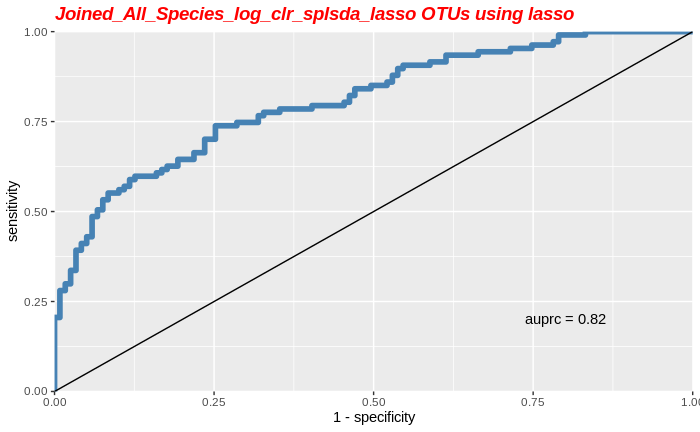 Joined_All_Species_log_clr_splsda_lasso OTUs using lasso
1.00
0.75
0.50
0.25
0.00
sensitivity
auprc = 0.82
0.00 0.25 0.50 0.75 1.00
1 - specificity